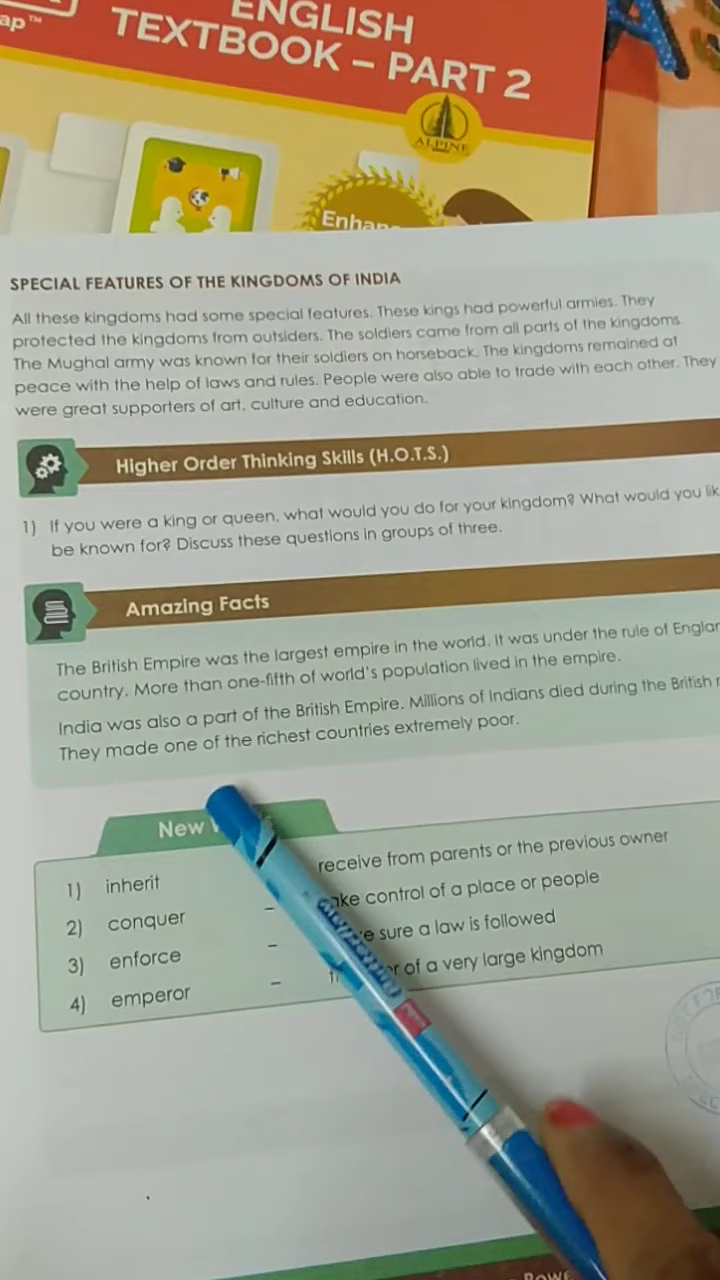 ap™
ENGLISH
TEXTBOOK – PART 2
ALPINE
Enhan
SPECIAL FEATURES OF THE KINGDOMS OF INDIA
All these kingdoms had some special features. These kings had powerful armies. They
protected the kingdoms from outsiders. The soldiers came from all parts of the kingdoms.
The Mughal army was known for their soldiers on horseback. The kingdoms remained at
peace with the help of laws and rules. People were also able to trade with each other. They
were great supporters of art, culture and education.
Higher Order Thinking Skills (H.O.T.S.)
1) If you were a king or queen, what would you do for your kingdom? What would you lik
be known for? Discuss these questions in groups of three.
Amazing Facts
The British Empire was the largest empire in the world. It was under the rule of Englan
country. More than one-fifth of world's population lived in the empire.
India was also a part of the British Empire. Millions of Indians died during the British r
They made one of the richest countries extremely poor.
New
1) inherit receive from parents or the previous owner
2) conquer – ake control of a place or people
3) enforce – e sure a law is followed
4) emperor – r of a very large kingdom
Butterflow